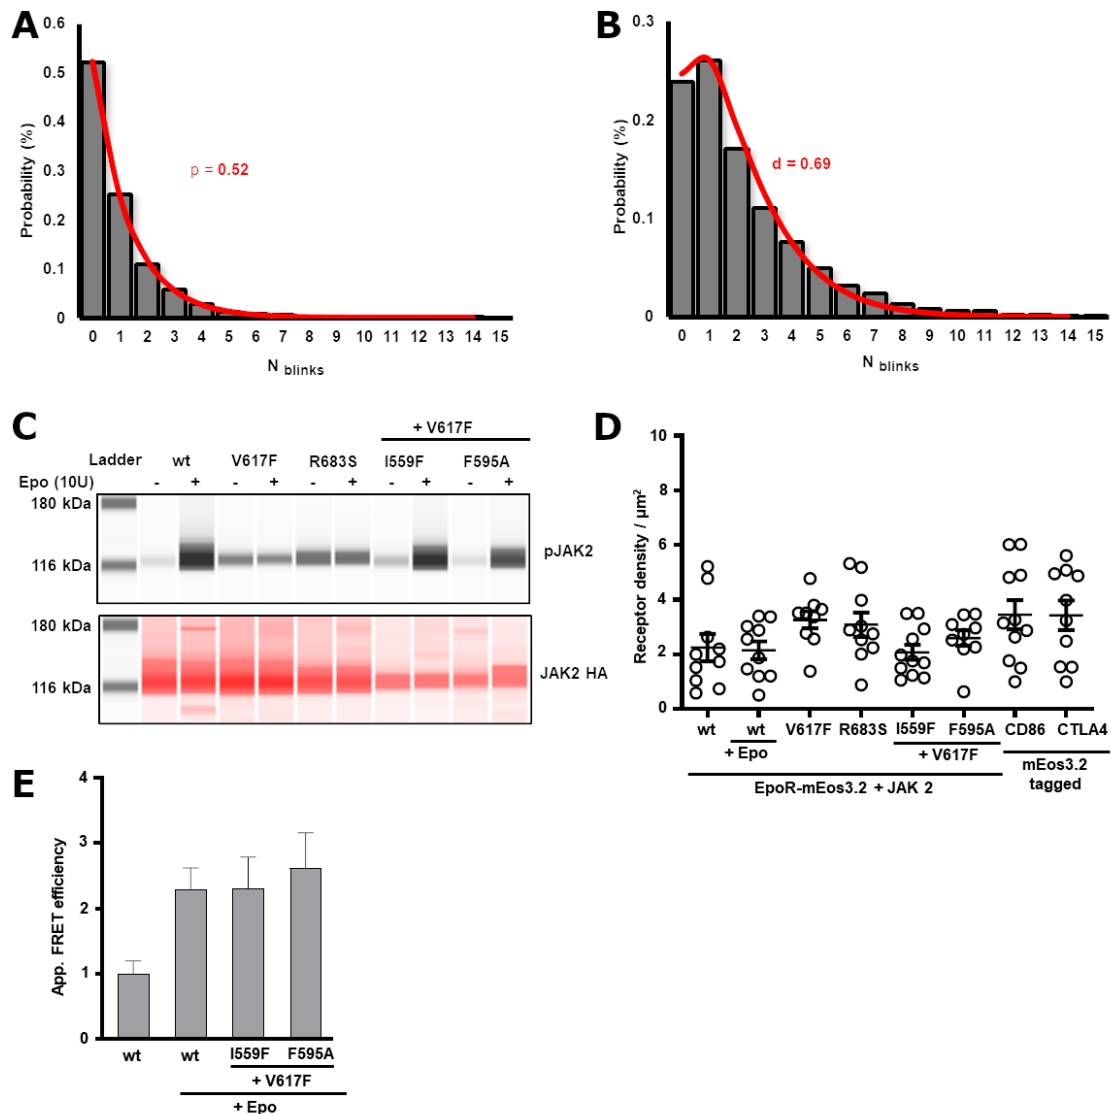 A
0.6
0.5
0.4
0.3
0.2
0.1
0
Probability (%)
p = 0.52
0 1 2 3 4 5 6 7 8 9 10 11 12 13 14 15
N blinks
B
0.3
0.2
0.1
0
Probability (%)
d = 0.69
0 1 2 3 4 5 6 7 8 9 10 11 12 13 14 15
N blinks
C
+ V617F
Ladder wt V617F R683S I559F F595A
Epo (10U) - + - + - + - + - +
180 kDa
116 kDa
pJAK2
180 kDa
116 kDa
JAK2 HA
D
10
8
6
4
2
0
Receptor density / µm²
wt wt V617F R683S I559F F595A CD86 CTLA4
+ Epo + V617F mEos3.2
tagged
EpoR-mEos3.2 + JAK 2
E
4
3
2
1
0
App. FRET efficiency
wt wt I559F F595A
+ V617F
+ Epo